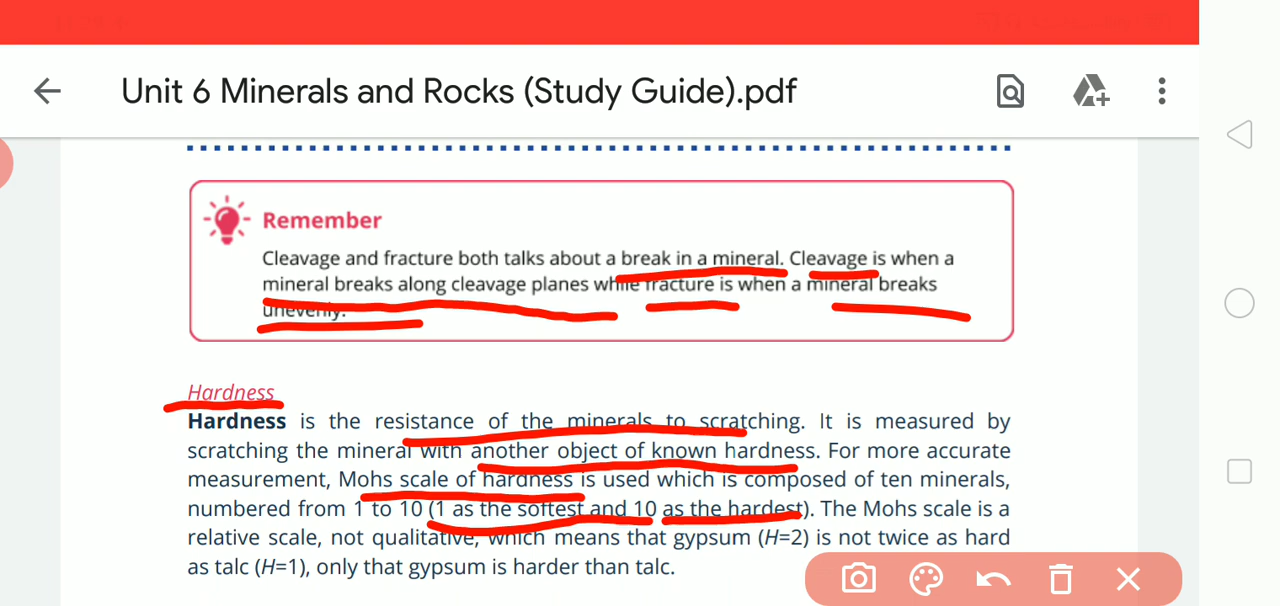 Unit 6 Minerals and Rocks (Study Guide).pdf
Remember
Cleavage and fracture both talks about a break in a mineral. Cleavage is when a
mineral breaks along cleavage planes while fracture is when a mineral breaks
unevenly.
Hardness
Hardness is the resistance of the minerals to scratching. It is measured by
scratching the mineral with another object of known hardness. For more accurate
measurement, Mohs scale of hardness is used which is composed of ten minerals,
numbered from 1 to 10 (1 as the softest and 10 as the hardest). The Mohs scale is a
relative scale, not qualitative, which means that gypsum (H=2) is not twice as hard
as talc (H=1), only that gypsum is harder than talc.